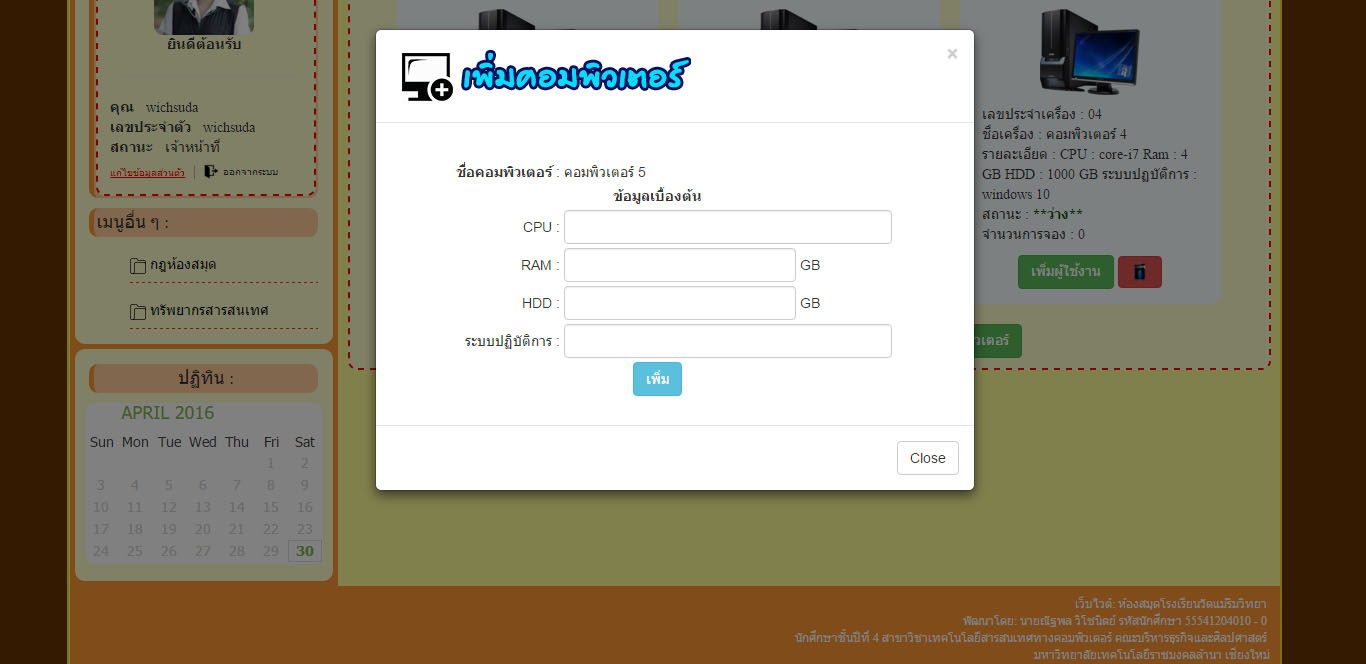 ยินดีต้อนรับ
คุณ wichsuda
เลขประจำตัว wichsuda
สถานะ เจ้าหน้าที่
แก้ไขข้อมูลส่วนตัว | ออกจากระบบ
เมนูอื่น ๆ :
กฎห้องสมุด
ทรัพยากรสารสนเทศ
ปฏิทิน :
APRIL 2016
Sun Mon Tue Wed Thu Fri Sat
1 2
3 4 5 6 7 8 9
10 11 12 13 14 15 16
17 18 19 20 21 22 23
24 25 26 27 28 29 30
เพิ่มคอมพิวเตอร์
×
ชื่อคอมพิวเตอร์ : คอมพิวเตอร์ 5
ข้อมูลเบื้องต้น
CPU :
RAM : GB
HDD : GB
ระบบปฏิบัติการ :
เพิ่ม
Close
เลขประจำเครื่อง : 04
ชื่อเครื่อง : คอมพิวเตอร์ 4
รายละเอียด : CPU : core-i7 Ram : 4
GB HDD : 1000 GB ระบบปฏิบัติการ :
windows 10
สถานะ : **ว่าง**
จำนวนการจอง : 0
เพิ่มผู้ใช้งาน
วเตอร์
เว็บไวต์: ห้องสมุดโรงเรียนวัดแม่ริมวิทยา
พัฒนาโดย: นายณัฐพล วิโชนิตย์ รหัสนักศึกษา 55541204010 - 0
นักศึกษาชั้นปีที่ 4 สาขาวิชาเทคโนโลยีสารสนเทศทางคอมพิวเตอร์ คณะบริหารธุรกิจและศิลปศาสตร์
มหาวิทยาลัยเทคโนโลยีราชมงคลล้านนา เชียงใหม่